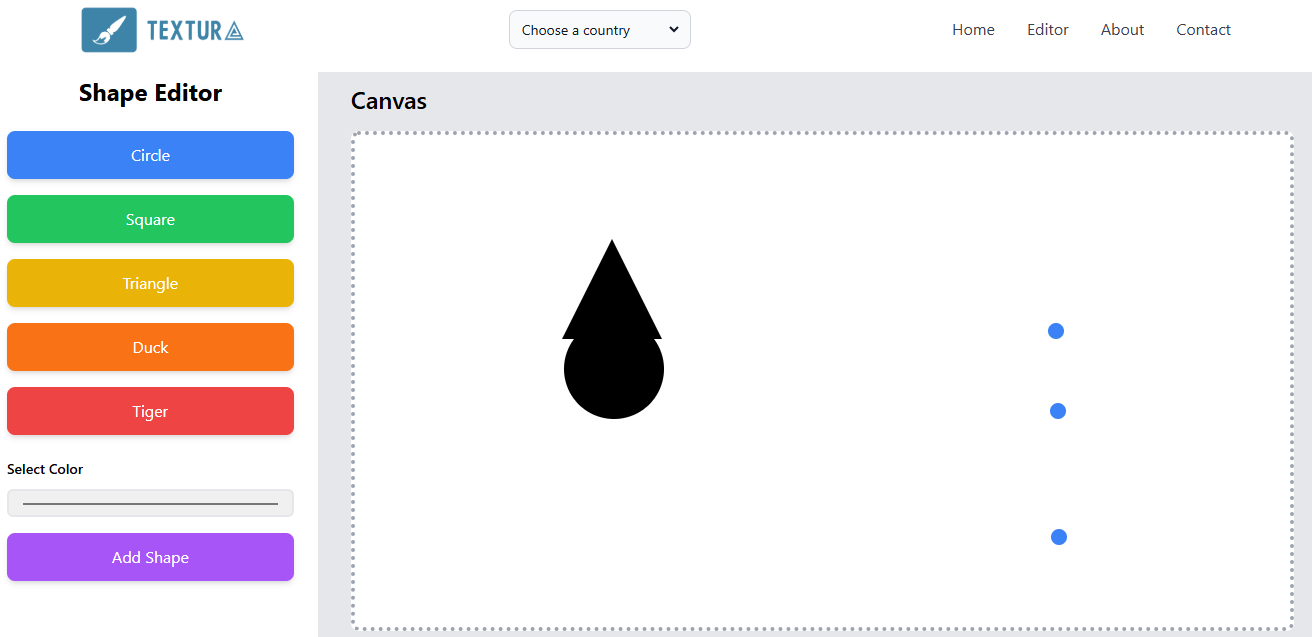 TEXTURA
Choose a country
Home
Editor
About
Contact
Shape Editor
Canvas
Circle
Square
Triangle
Duck
Tiger
Select Color
Add Shape